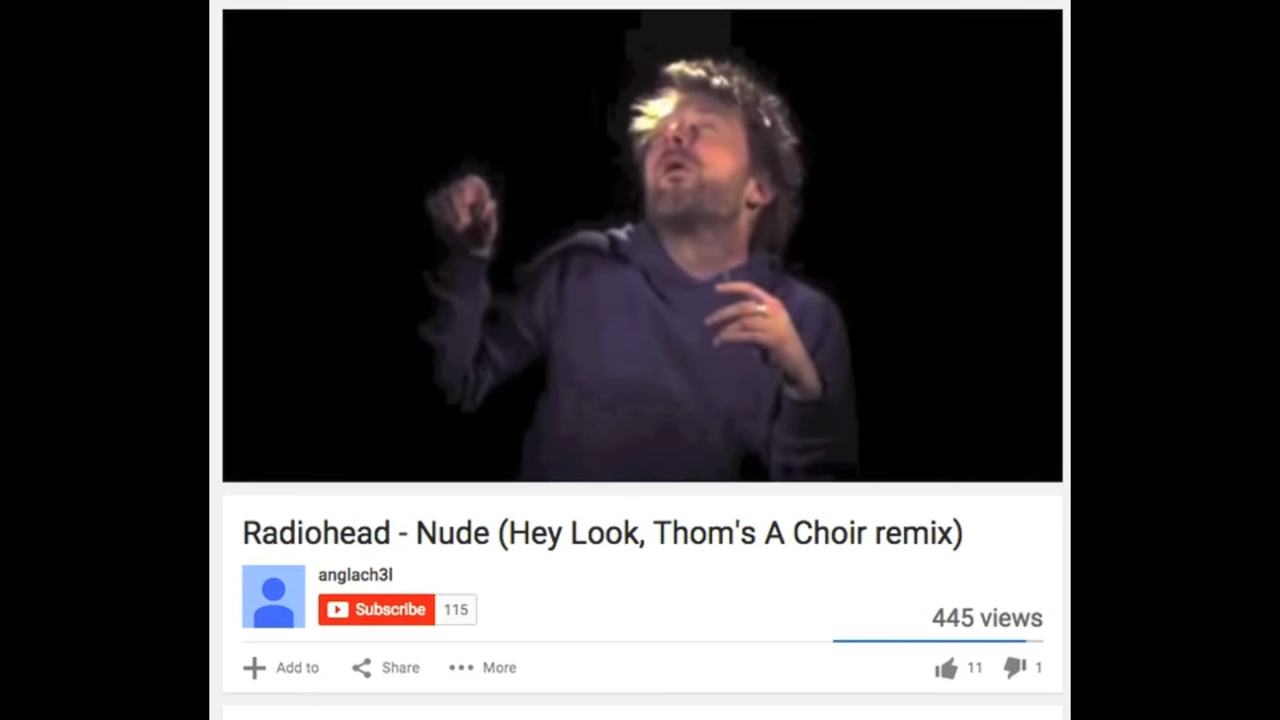 Radiohead - Nude (Hey Look, Thom's A Choir remix)
anglach3l
Subscribe 115
445 views
Add to Share More 11 1